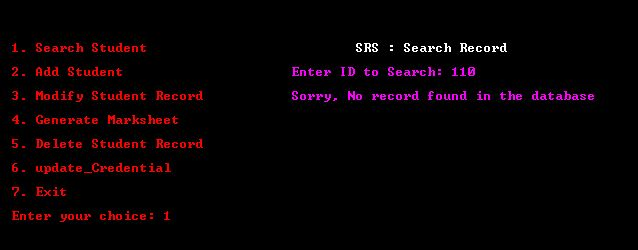 1. Search Student
2. Add Student
3. Modify Student Record
4. Generate Marksheet
5. Delete Student Record
6. update_Credential
7. Exit
Enter your choice: 1
SRS : Search Record
Enter ID to Search: 110
Sorry, No record found in the database